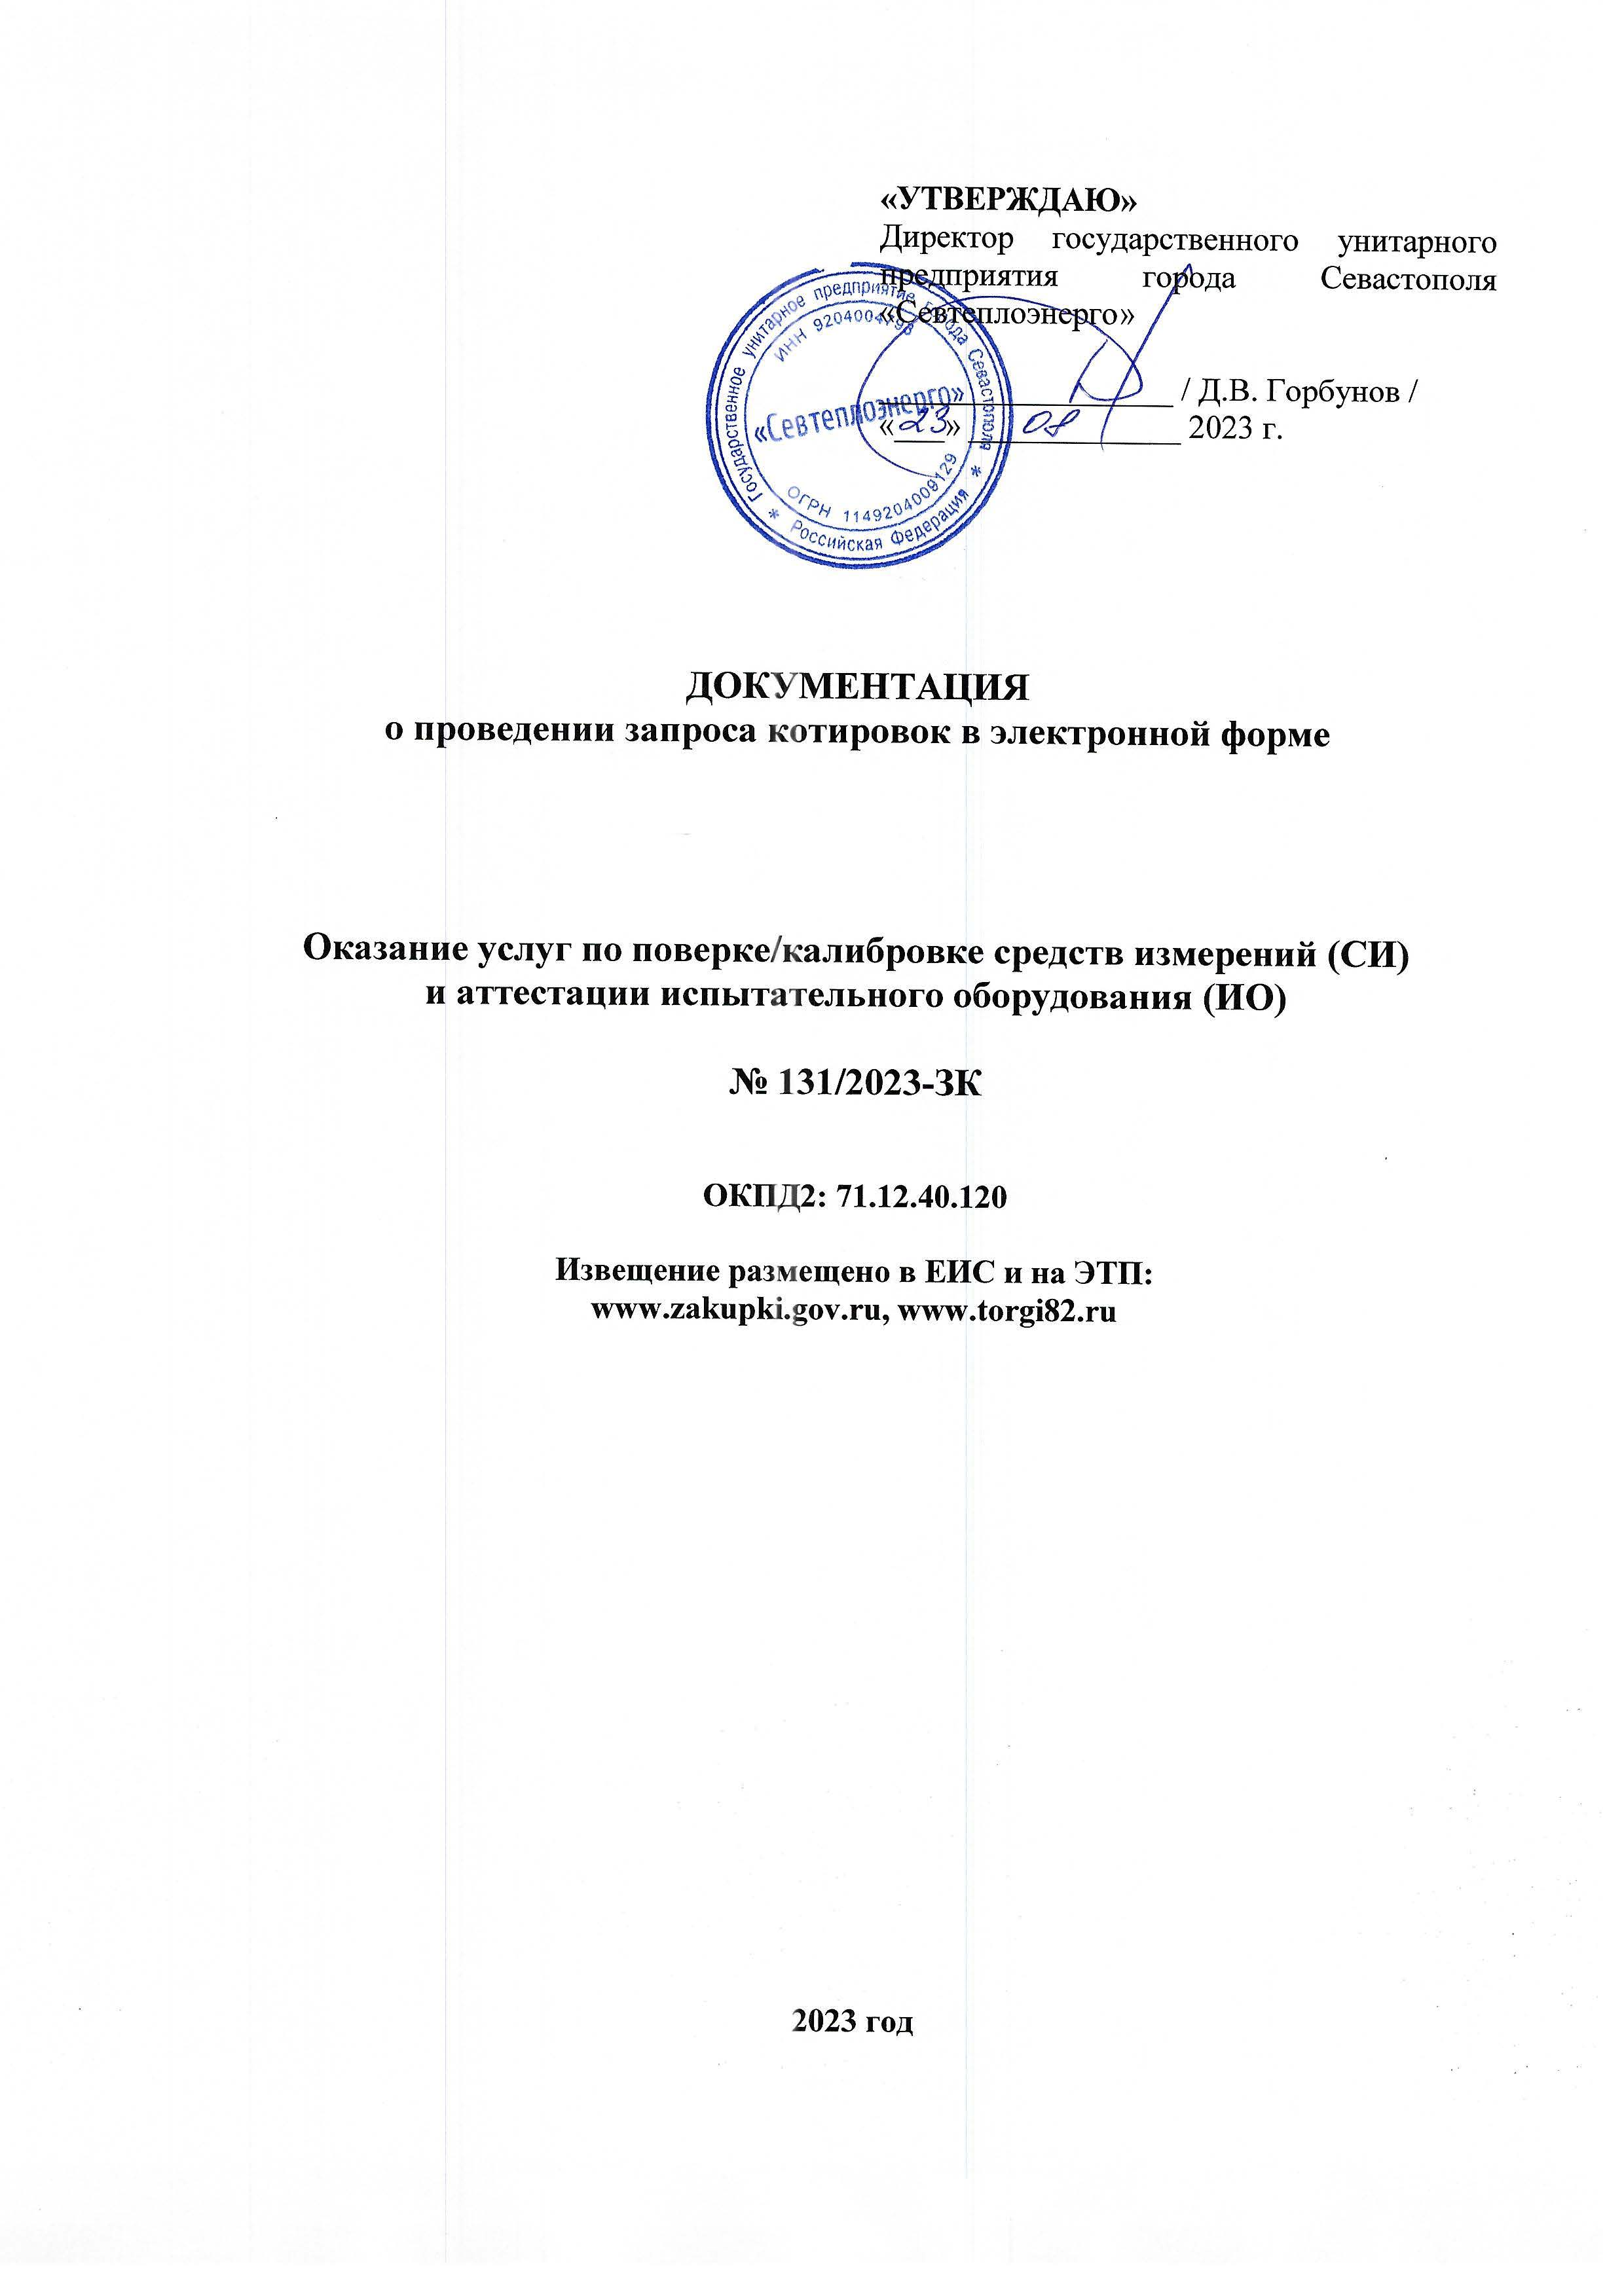 «УТВЕРЖДАЮ»
Директор государственного унитарного
предприятия города Севастополя
«Севтеплоэнерго»
/ Д.В. Горбунов /
«23» 08 2023 г.
Государственное унитарное предприятие города Севастополя
ИНН 9204004798
«Севтеплоэнерго»
ОГРН 1149204009129
* Российская Федерация *
ДОКУМЕНТАЦИЯ
о проведении запроса котировок в электронной форме
Оказание услуг по поверке/калибровке средств измерений (СИ)
и аттестации испытательного оборудования (ИО)
№ 131/2023-ЗК
ОКПД2: 71.12.40.120
Извещение размещено в ЕИС и на ЭТП:
www.zakupki.gov.ru, www.torgi82.ru
2023 год